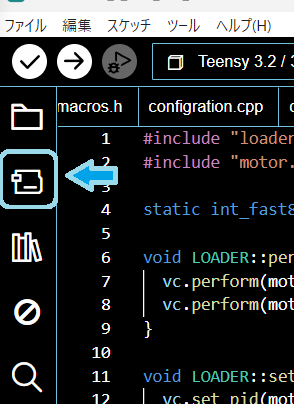 ファイル 編集 スケッチ ツール ヘルプ(H)
Teensy 3.2 / 3
macros.h configration.cpp
1 #include "loader
2 #include "motor.
3
4 static int_fast8
5
6 void LOADER::per
7 vc.perform(mot
8 vc.perform(mot
9 }
10
11 void LOADER::set
12 vc.set_pid(mot